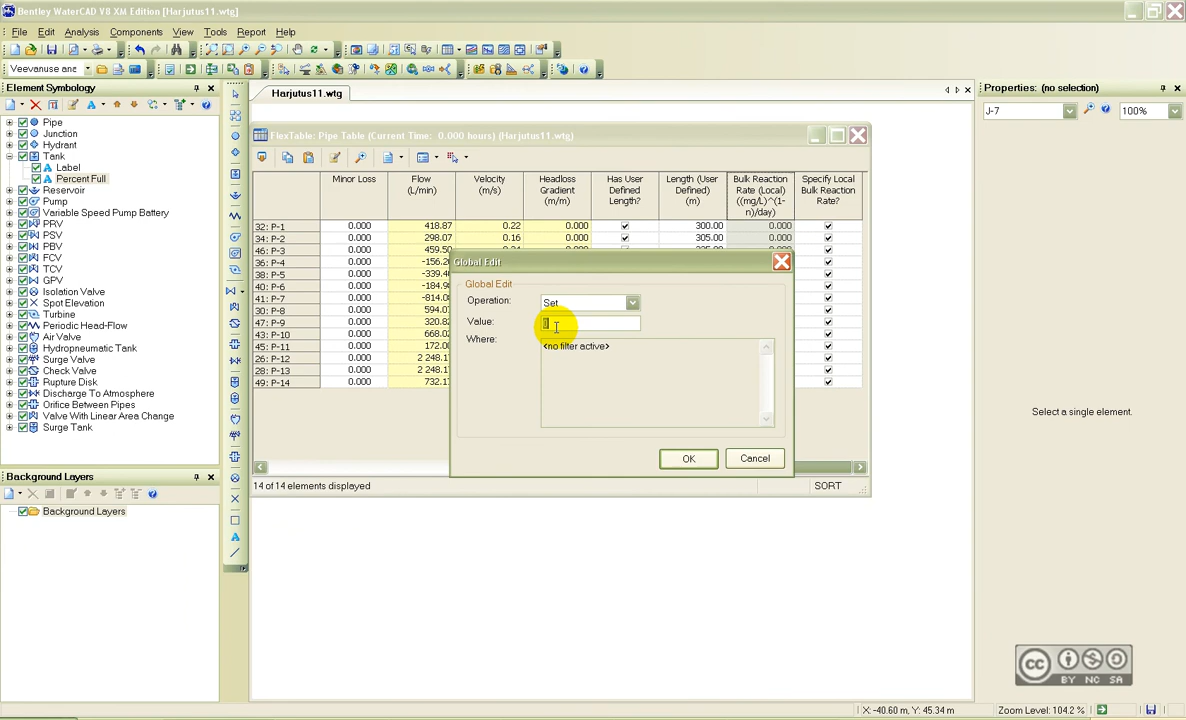 Bentley WaterCAD V8 XM Edition [Harjutus11.wtg]
File Edit Analysis Components View Tools Report Help
Veevanuse ane
Element Symbology
Pipe
Junction
Hydrant
Tank
Label
Percent Full
Reservoir
Pump
Variable Speed Pump Battery
PRV
PSV
PBV
FCV
TCV
GPV
Isolation Valve
Spot Elevation
Turbine
Periodic Head-Flow
Air Valve
Hydropneumatic Tank
Surge Valve
Check Valve
Rupture Disk
Discharge To Atmosphere
Orifice Between Pipes
Valve With Linear Area Change
Surge Tank
Background Layers
Background Layers
Harjutus11.wtg
FlexTable: Pipe Table (Current Time: 0.000 hours) (Harjutus11.wtg)
Minor Loss
Flow (L/min)
Velocity (m/s)
Headloss Gradient (m/m)
Has User Defined Length?
Length (User Defined) (m)
Bulk Reaction Rate (Local) ((mg/L)^(1-n)/day)
Specify Local Bulk Reaction Rate?
32: P-1 0.000 418.87 0.22 0.000 300.00 0.000
34: P-2 0.000 298.07 0.16 0.000 305.00 0.000
46: P-3 0.000 459.50
36: P-4 0.000
38: P-5 0.000
40: P-6 0.000
41: P-7 0.000
30: P-8 0.000
47: P-9 0.000
43: P-10 0.000
45: P-11 0.000
26: P-12 0.000
28: P-13 0.000
49: P-14 0.000
14 of 14 elements displayed
SORT
Global Edit
Global Edit
Operation: Set
Value:
Where:
<no filter active>
OK Cancel
Properties: (no selection)
J-7 100%
Select a single element.
CC BY NC SA
X: -40.60 m, Y: 45.34 m
Zoom Level: 104.2 %